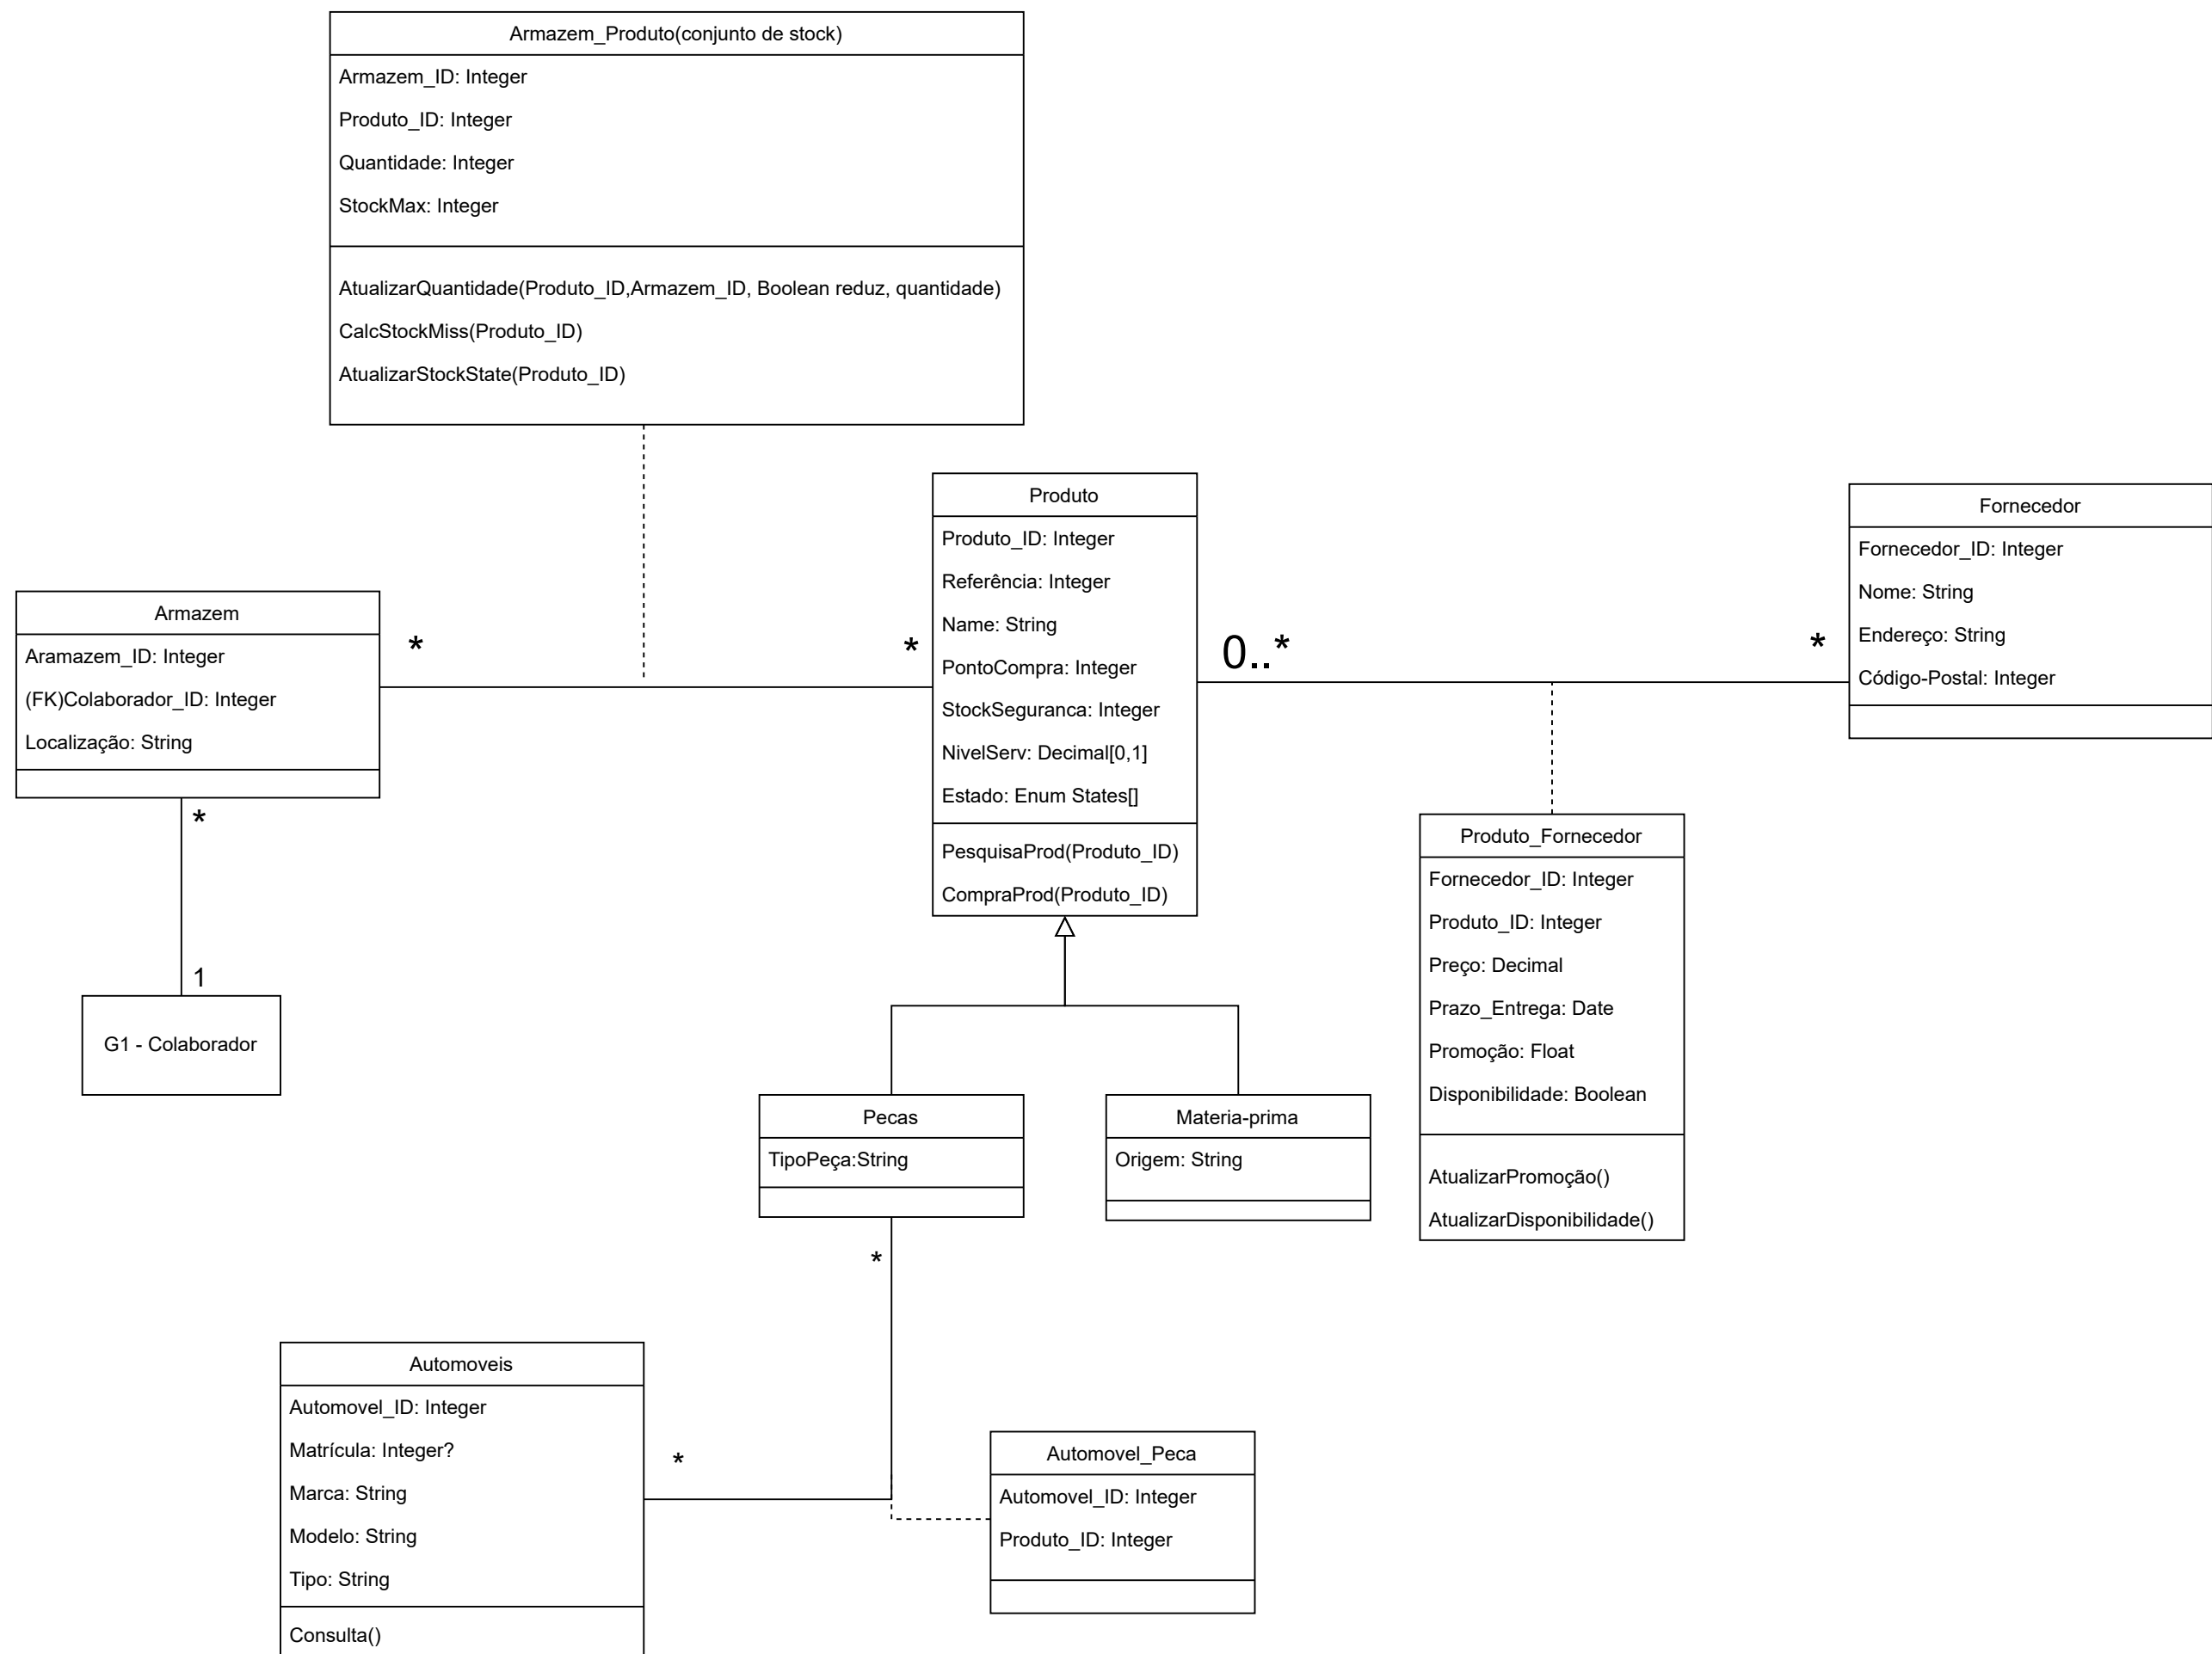 Armazem_Produto(conjunto de stock)
Armazem_ID: Integer
Produto_ID: Integer
Quantidade: Integer
StockMax: Integer
AtualizarQuantidade(Produto_ID,Armazem_ID, Boolean reduz, quantidade)
CalcStockMiss(Produto_ID)
AtualizarStockState(Produto_ID)
Armazem
Aramazem_ID: Integer
(FK)Colaborador_ID: Integer
Localização: String
*
*
*
1
G1 - Colaborador
Produto
Produto_ID: Integer
Referência: Integer
Name: String
PontoCompra: Integer
StockSeguranca: Integer
NivelServ: Decimal[0,1]
Estado: Enum States[]
PesquisaProd(Produto_ID)
CompraProd(Produto_ID)
0..*
*
Fornecedor
Fornecedor_ID: Integer
Nome: String
Endereço: String
Código-Postal: Integer
Produto_Fornecedor
Fornecedor_ID: Integer
Produto_ID: Integer
Preço: Decimal
Prazo_Entrega: Date
Promoção: Float
Disponibilidade: Boolean
AtualizarPromoção()
AtualizarDisponibilidade()
Pecas
TipoPeça:String
Materia-prima
Origem: String
*
*
Automoveis
Automovel_ID: Integer
Matrícula: Integer?
Marca: String
Modelo: String
Tipo: String
Consulta()
Automovel_Peca
Automovel_ID: Integer
Produto_ID: Integer